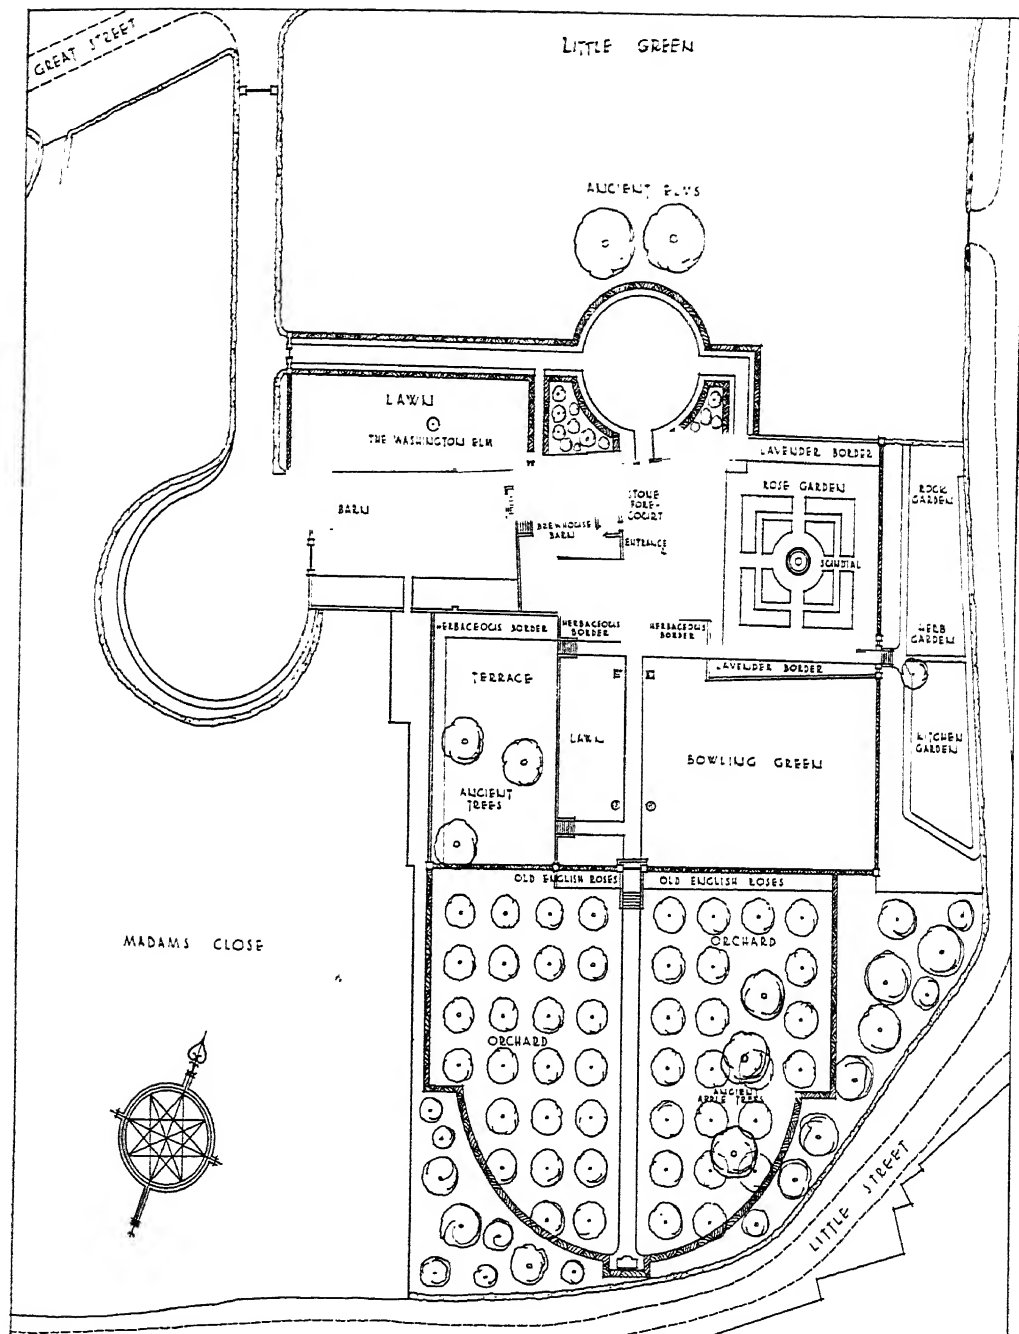 GREAT STREET
LITTLE GREEN
ANCIENT ELMS
LAWN
THE WASHINGTON ELM
LAVENDER BORDER
BARN
STONE
FORE-
COURT
ROSE GARDEN
ROCK
GARDEN
BREWHOUSE
BARN
ENTRANCE
SUNDIAL
HERBACEOUS BORDER
HERBACEOUS
BORDER
HERBACEOUS
BORDER
HERB
GARDEN
LAVENDER BORDER
TERRACE
LAWN
BOWLING GREEN
KITCHEN
GARDEN
ANCIENT
TREES
OLD ENGLISH ROSES
OLD ENGLISH ROSES
MADAMS CLOSE
ORCHARD
ORCHARD
ANCIENT
APPLE TREES
LITTLE STREET